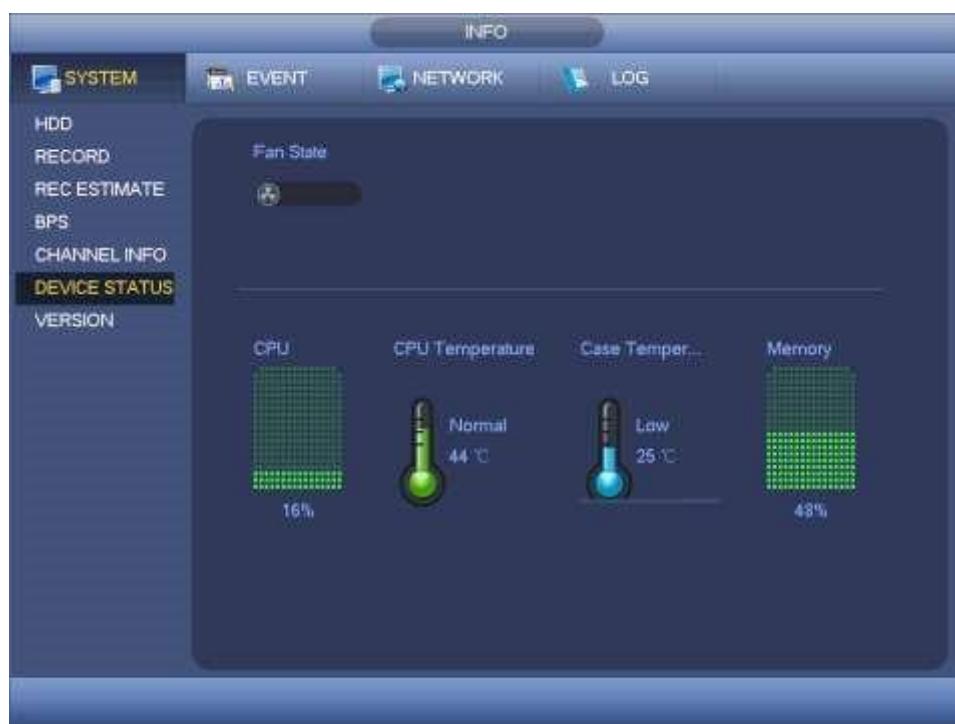 INFO
SYSTEM EVENT NETWORK LOG
HDD
RECORD
REC ESTIMATE
BPS
CHANNEL INFO
DEVICE STATUS
VERSION
Fan State
CPU CPU Temperature Case Temper... Memory
Normal Low
44 ℃ 25 ℃
16% 48%